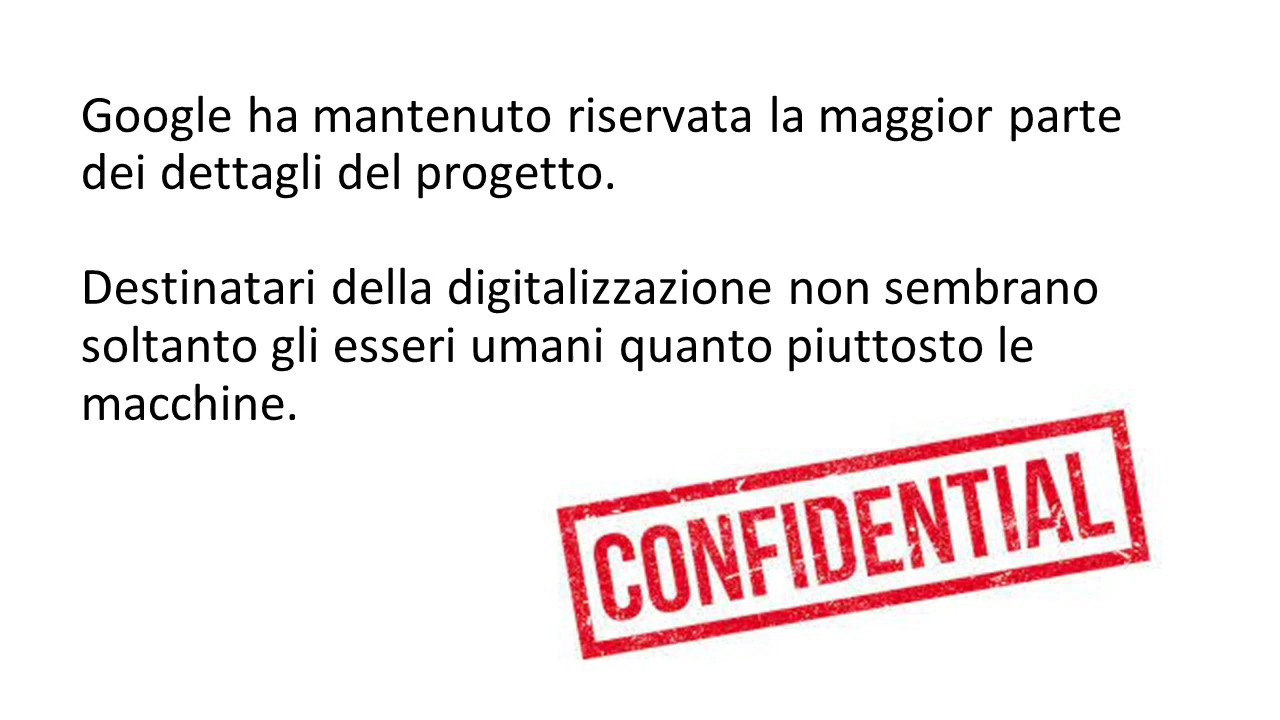 Google ha mantenuto riservata la maggior parte
dei dettagli del progetto.
Destinatari della digitalizzazione non sembrano
soltanto gli esseri umani quanto piuttosto le
macchine.
CONFIDENTIAL